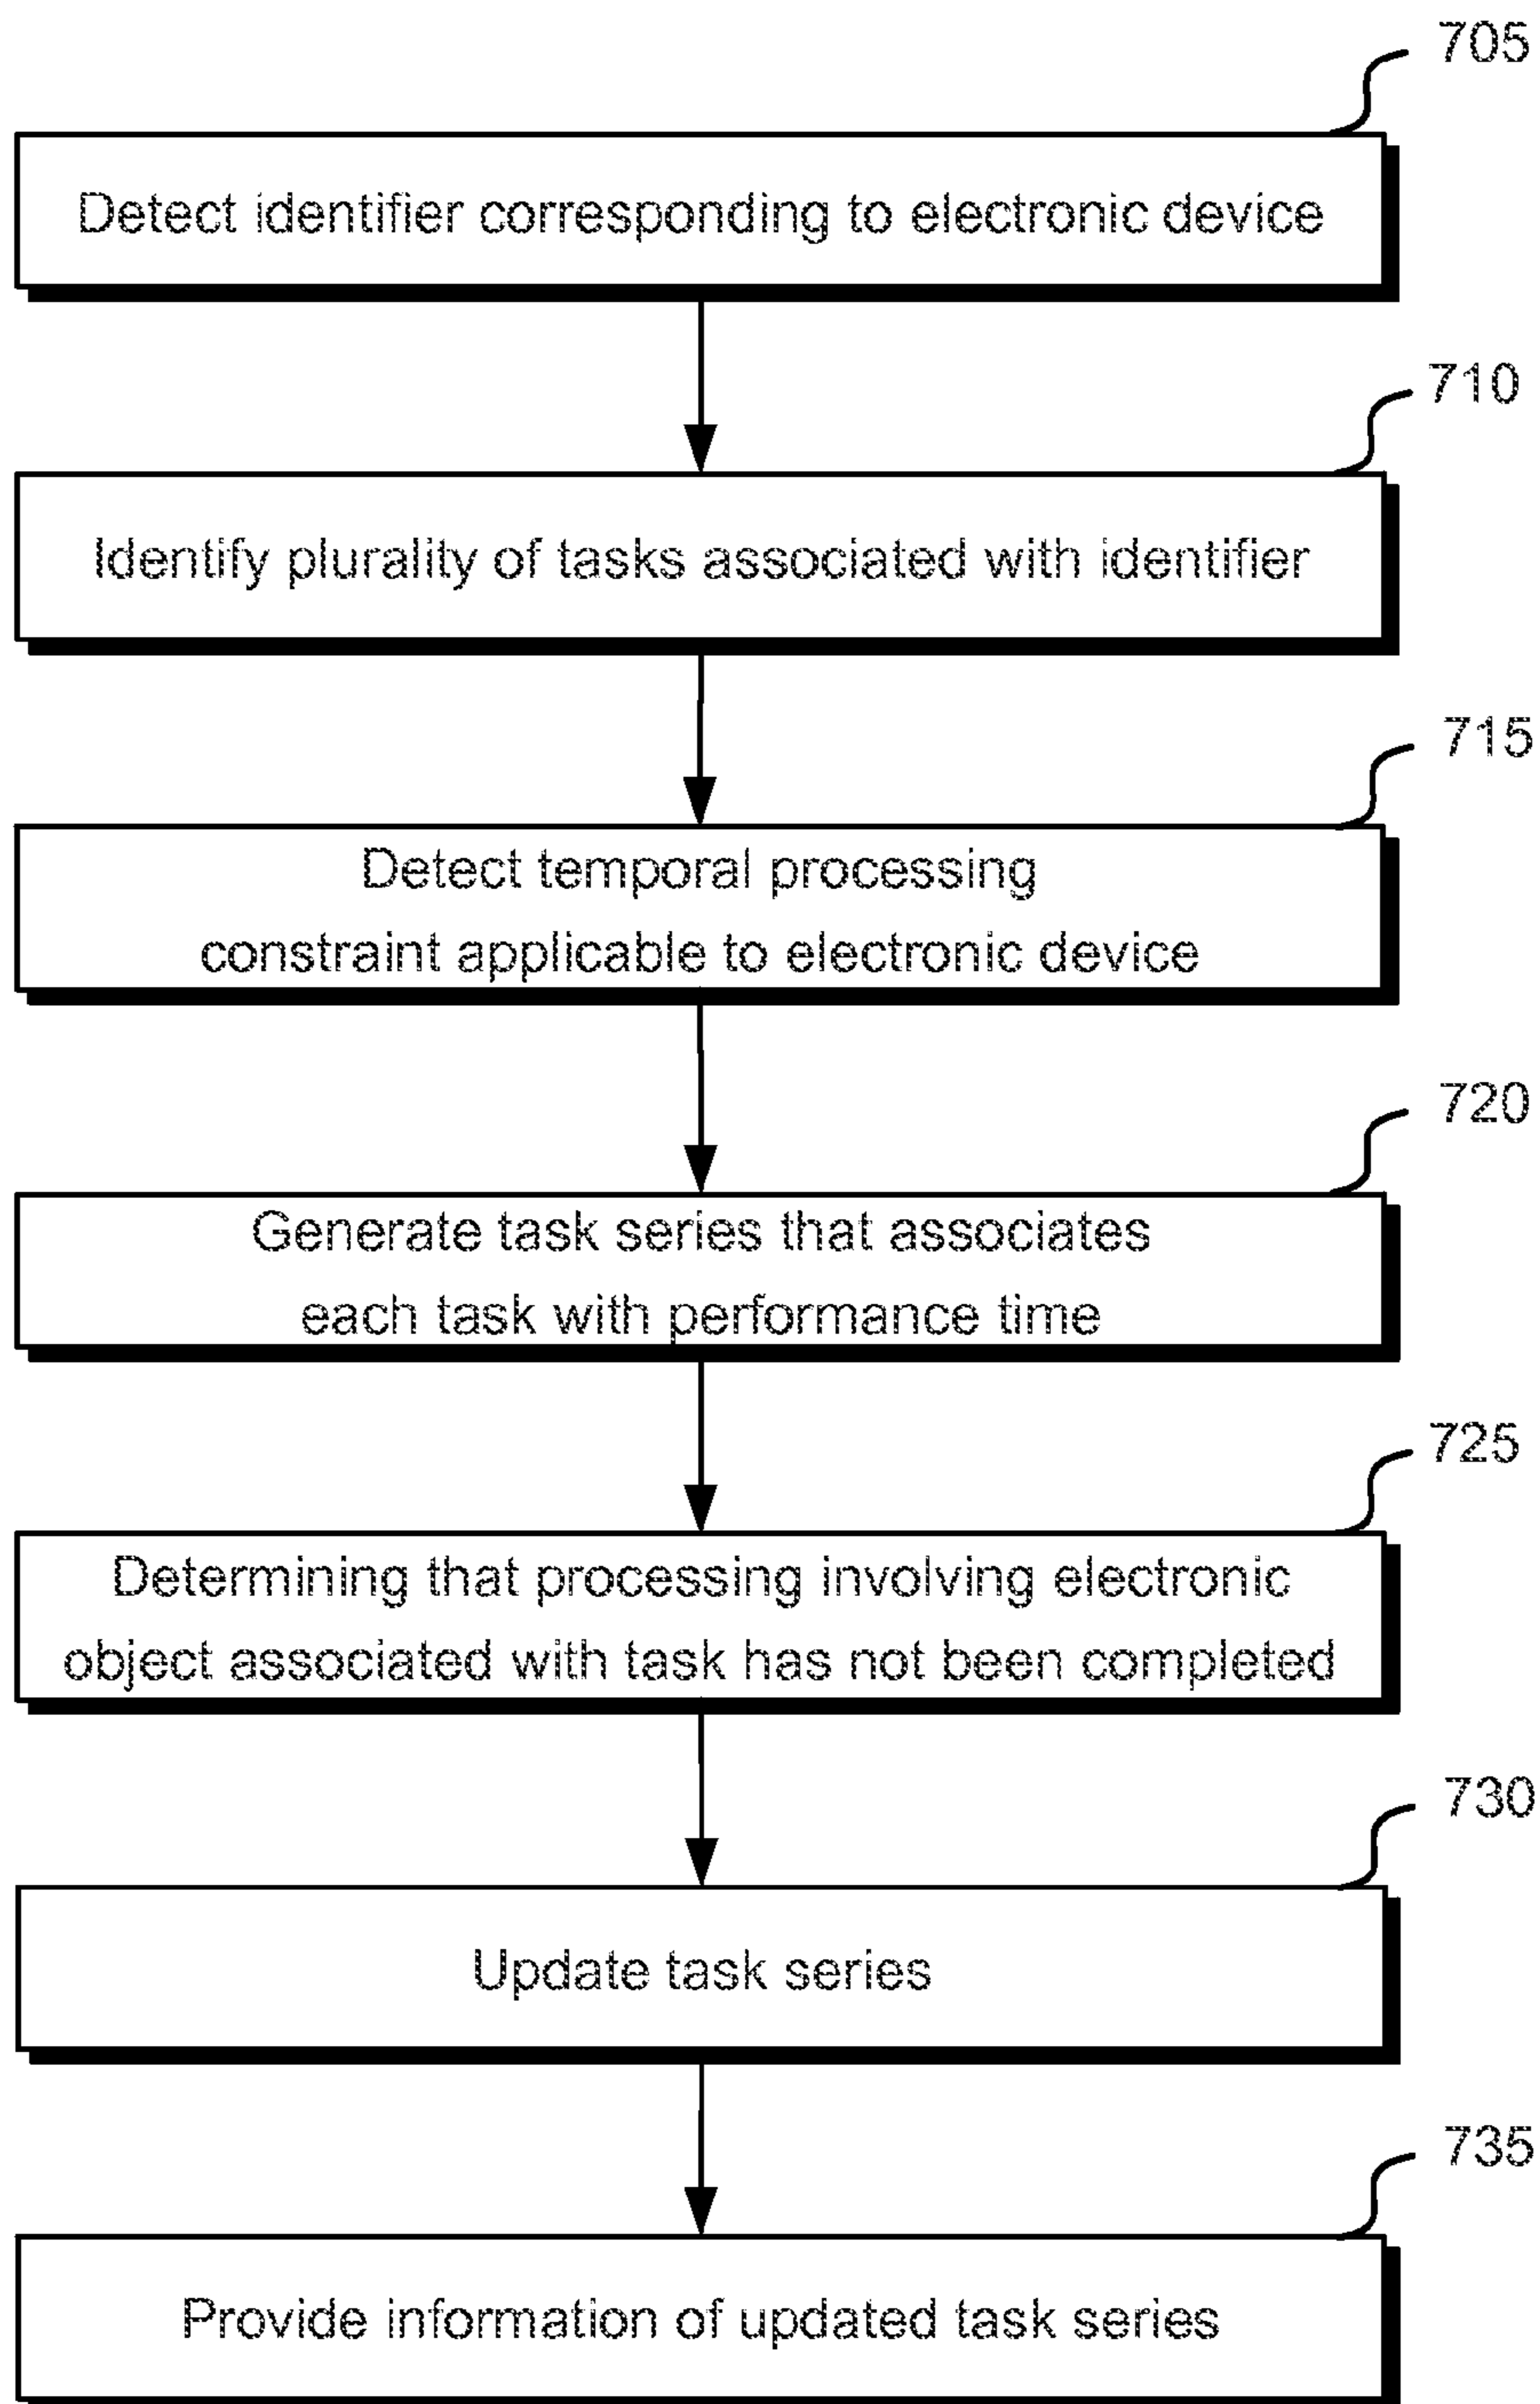 705
Detect identifier corresponding to electronic device
710
Identify plurality of tasks associated with identifier
715
Detect temporal processing
constraint applicable to electronic device
720
Generate task series that associates
each task with performance time
725
Determining that processing involving electronic
object associated with task has not been completed
730
Update task series
735
Provide information of updated task series